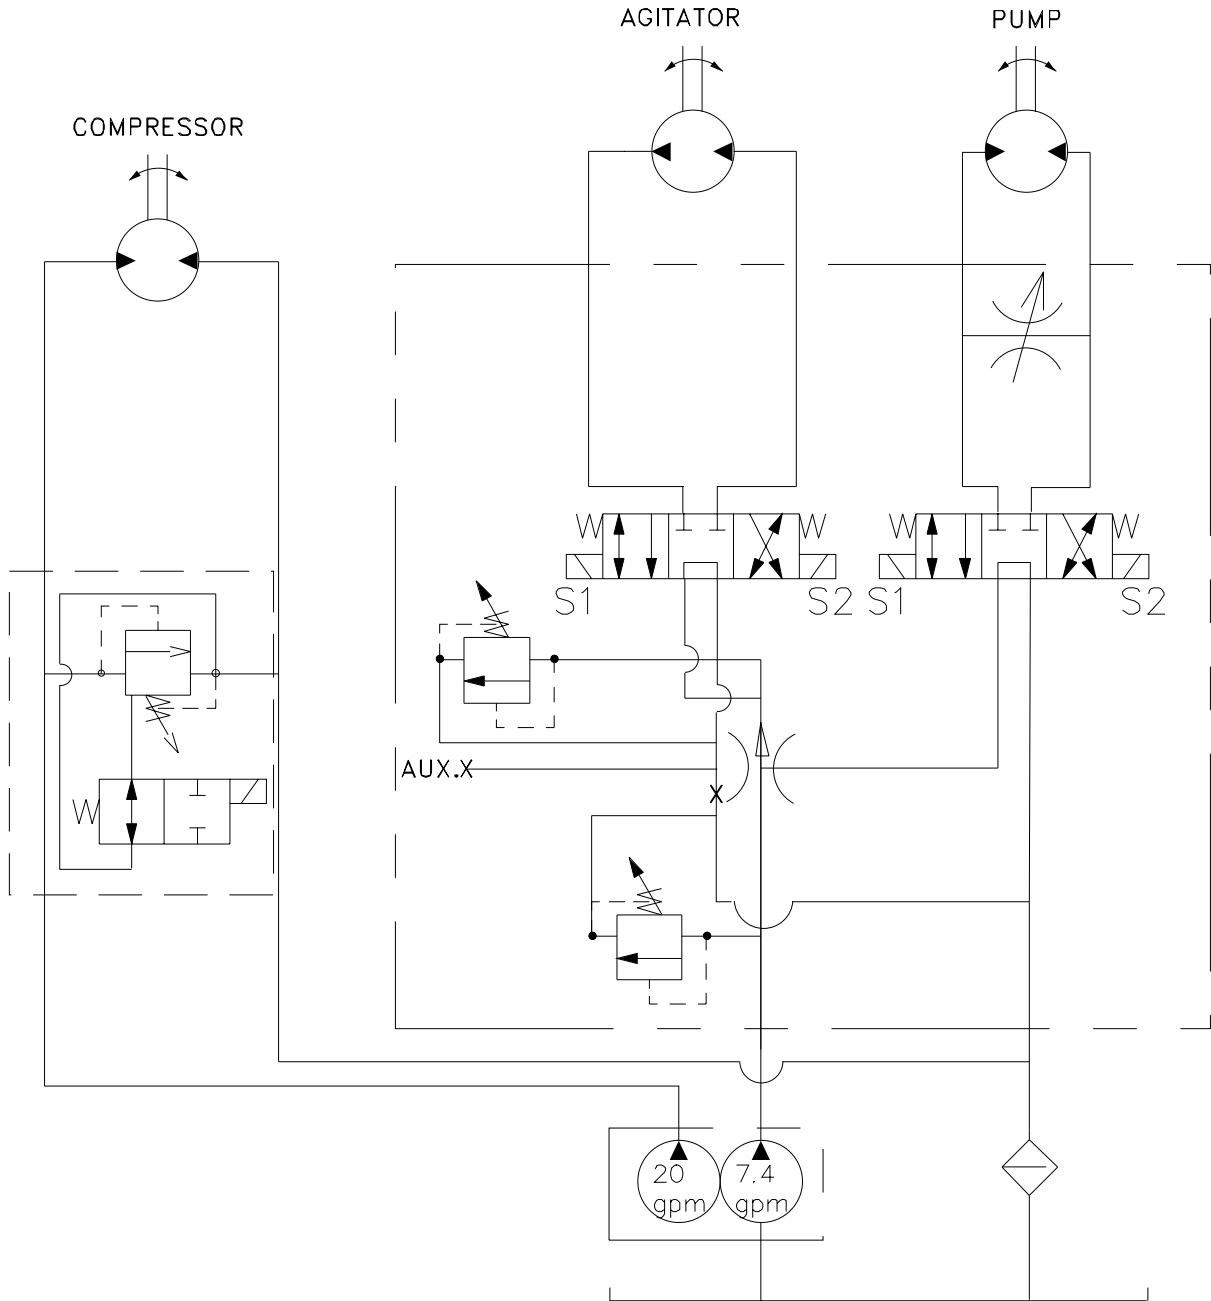 AGITATOR
PUMP
COMPRESSOR
S1
S2
S1
S2
AUX.X
X
20
gpm
7.4
gpm